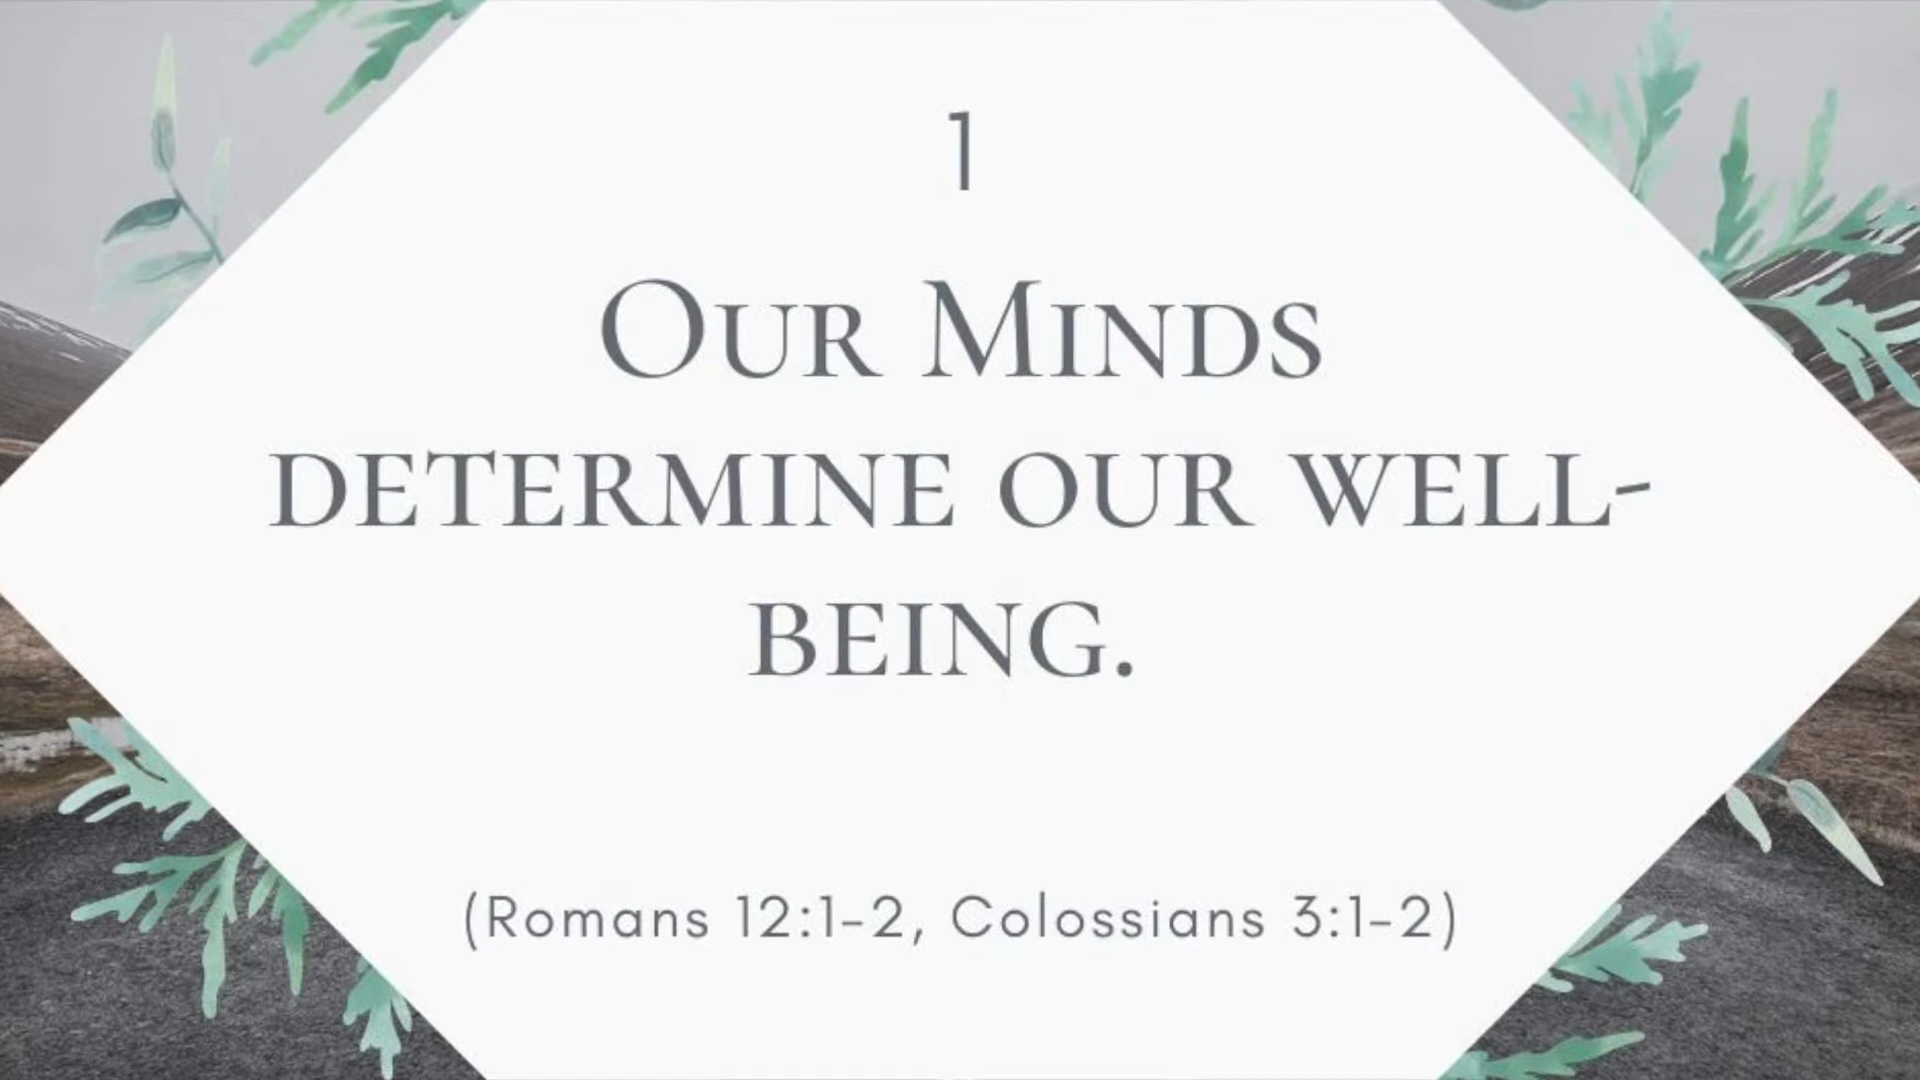 1
Our Minds
determine our well-
being.
(Romans 12:1-2, Colossians 3:1-2)